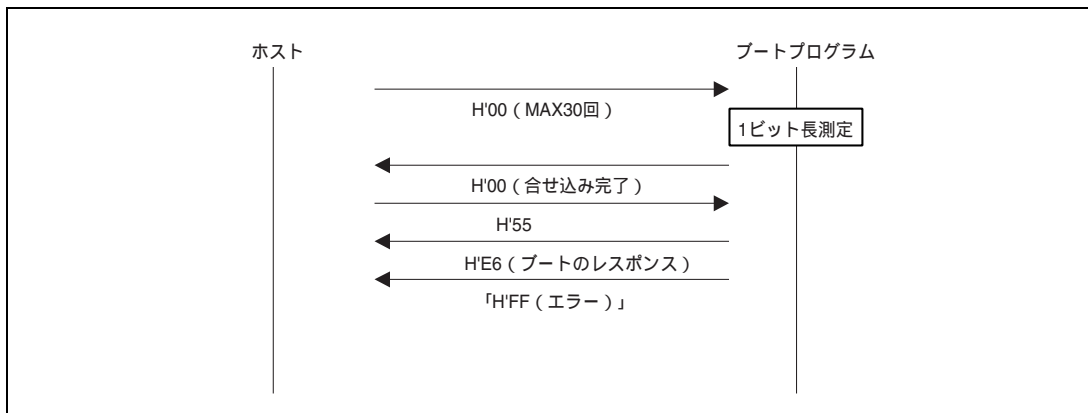 ホスト
ブートプログラム
H'00（MAX30回）
1ビット長測定
H'00（合せ込み完了）
H'55
H'E6（ブートのレスポンス）
「H'FF（エラー）」